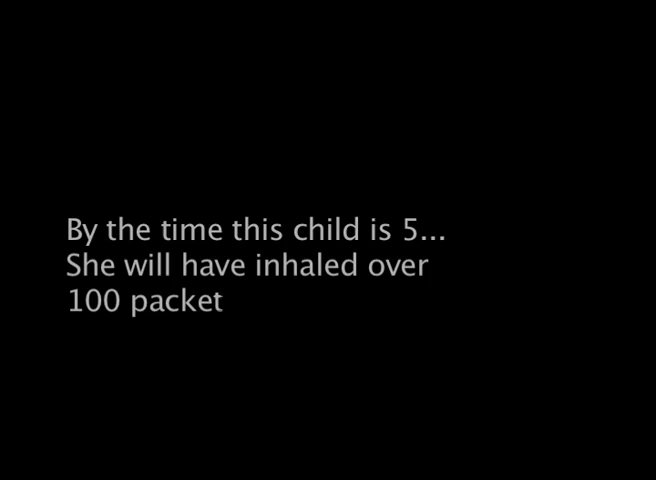 By the time this child is 5...
She will have inhaled over
100 packet